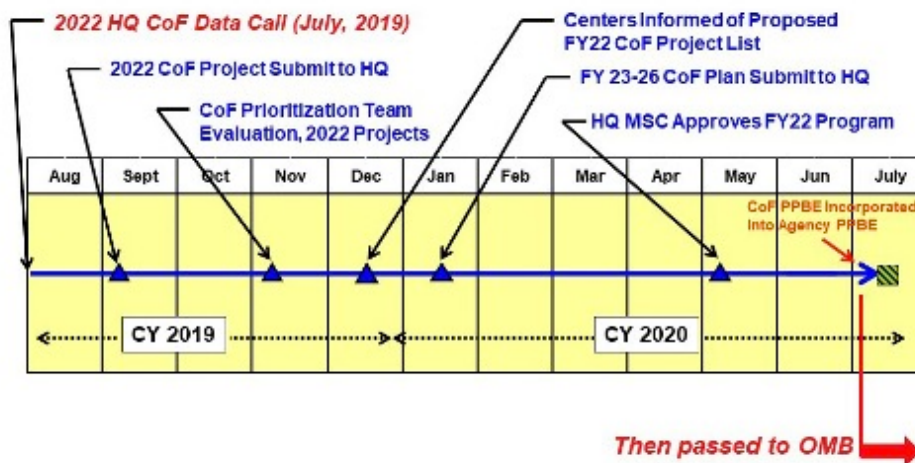 2022 HQ CoF Data Call (July, 2019)
Centers Informed of Proposed
FY22 CoF Project List
2022 CoF Project Submit to HQ
FY 23-26 CoF Plan Submit to HQ
CoF Prioritization Team
Evaluation, 2022 Projects
HQ MSC Approves FY22 Program
Aug Sept Oct Nov Dec Jan Feb Mar Apr May Jun July
CoF PPBE Incorporated
Into Agency PPBE
CY 2019
CY 2020
Then passed to OMB